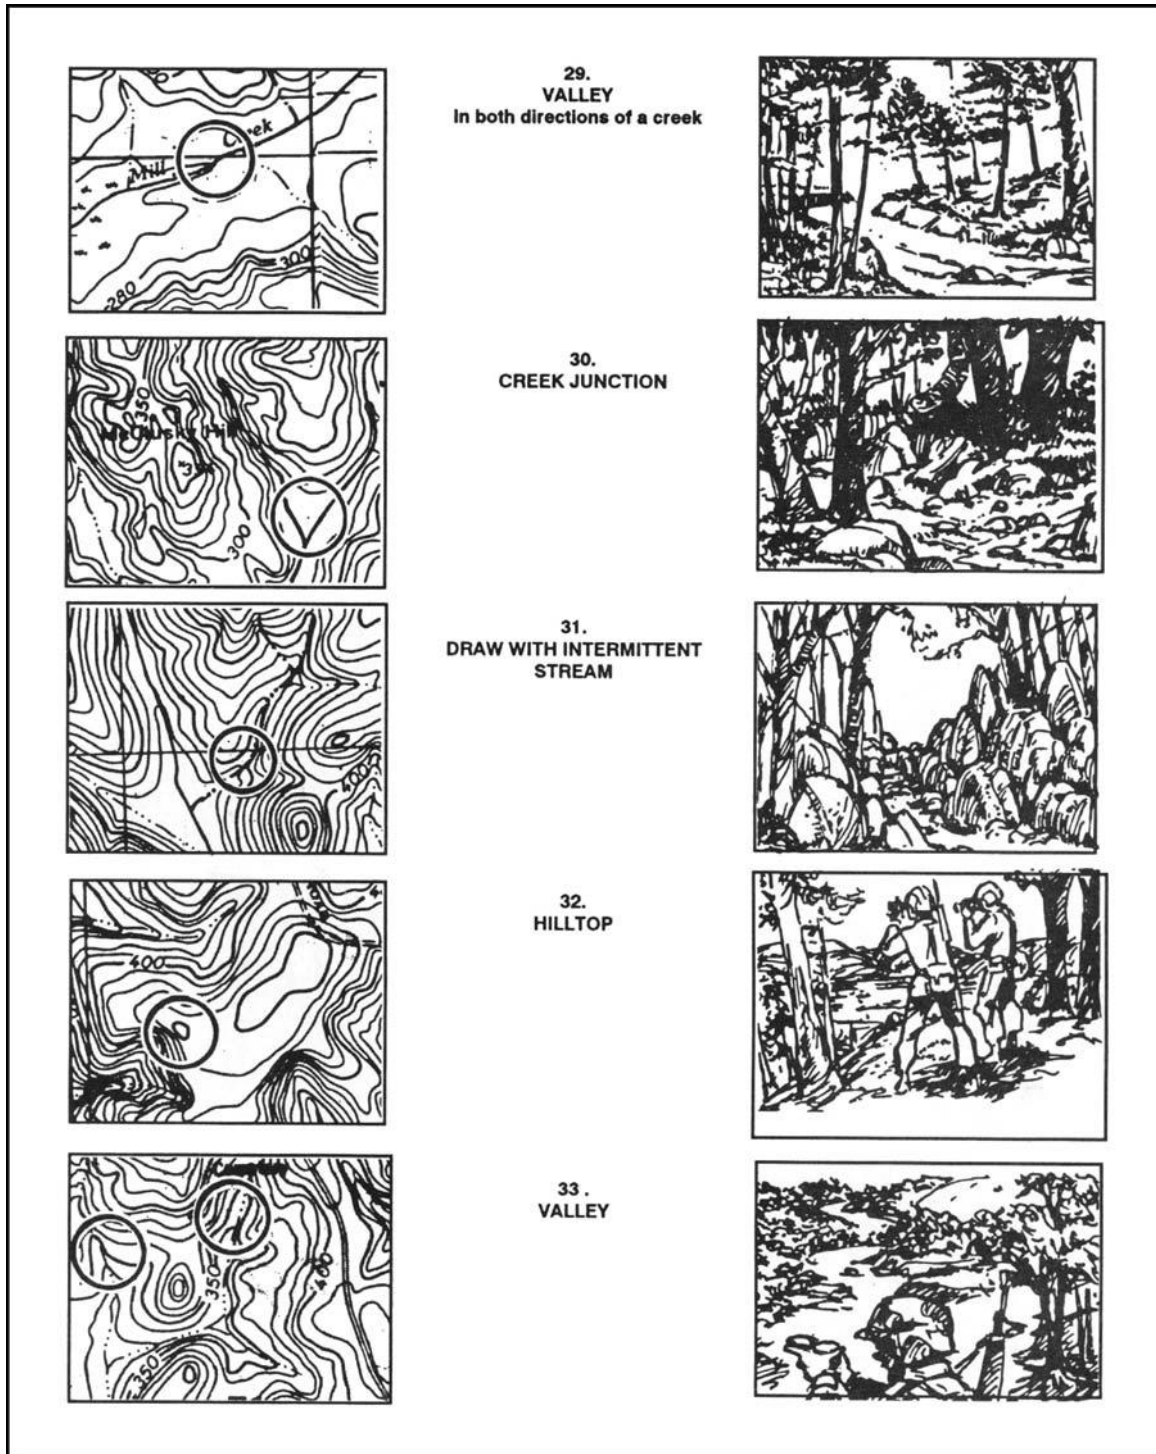 Mill
Creek
300
280
29.
VALLEY
In both directions of a creek
350
300
30.
CREEK JUNCTION
400
31.
DRAW WITH INTERMITTENT
STREAM
400
32.
HILLTOP
350
400
350
33 .
VALLEY